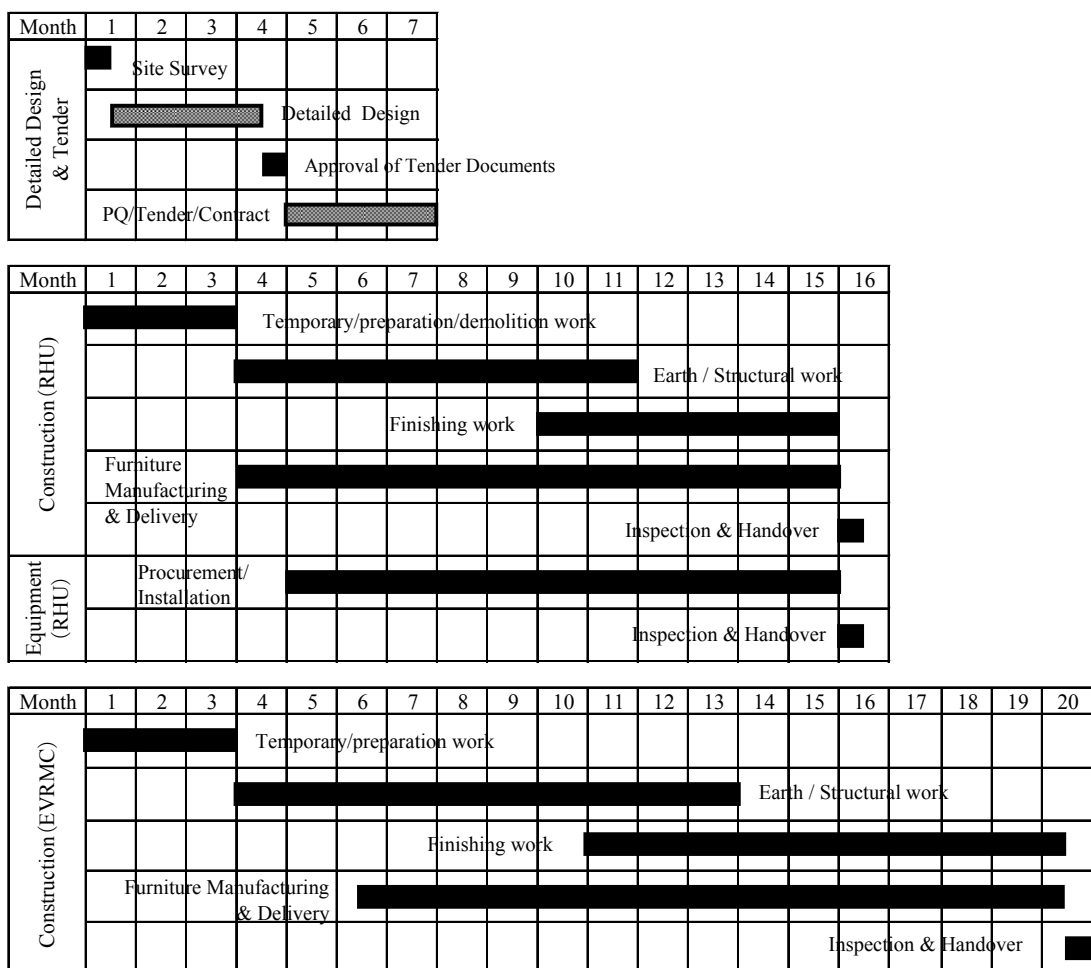 Month 1 2 3 4 5 6 7
Detailed Design
& Tender
Site Survey
Detailed Design
Approval of Tender Documents
PQ/Tender/Contract
Month 1 2 3 4 5 6 7 8 9 10 11 12 13 14 15 16
Construction (RHU)
Temporary/preparation/demolition work
Earth / Structural work
Finishing work
Furniture
Manufacturing
& Delivery
Inspection & Handover
Equipment
(RHU)
Procurement/
Installation
Inspection & Handover
Month 1 2 3 4 5 6 7 8 9 10 11 12 13 14 15 16 17 18 19 20
Construction (EVRMC)
Temporary/preparation work
Earth / Structural work
Finishing work
Furniture Manufacturing
& Delivery
Inspection & Handover